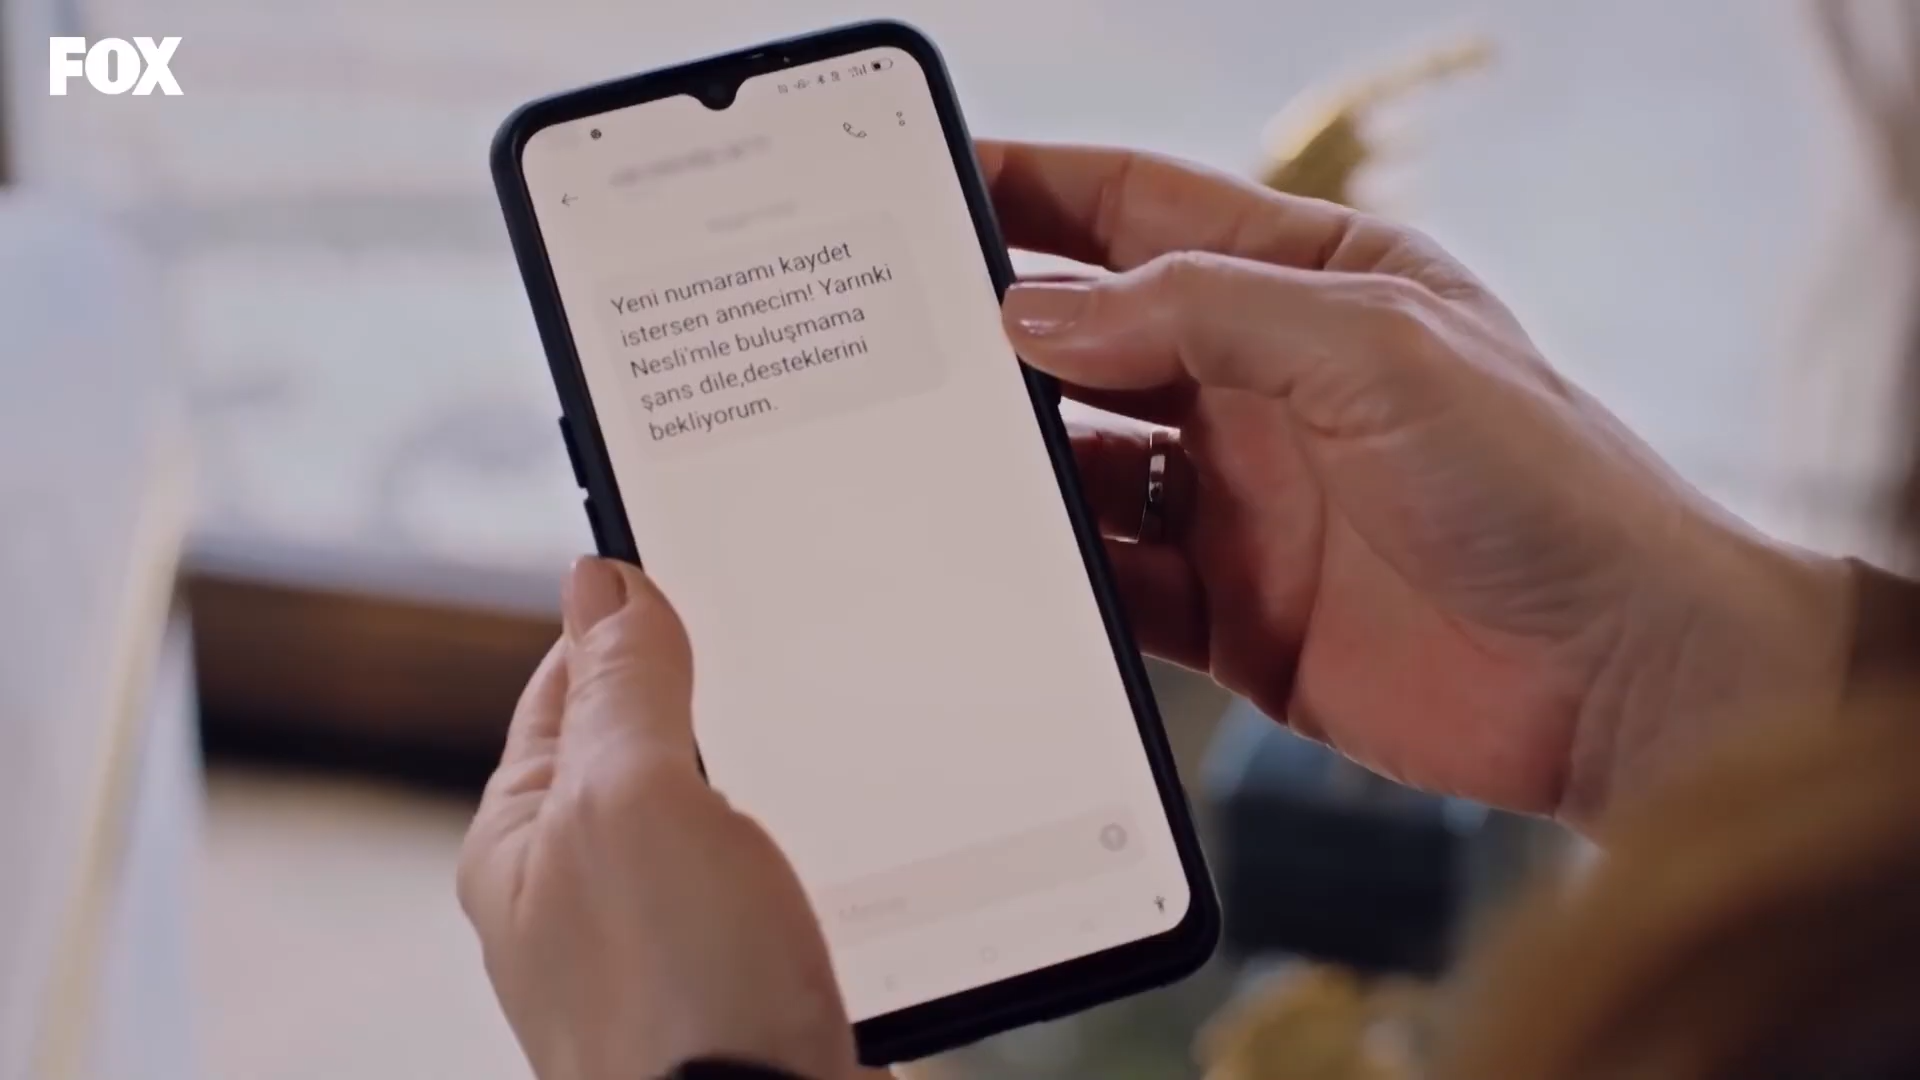 FOX
Yeni numaramı kaydet
istersen annecim! Yarınki
Nesli'mle buluşmama
şans dile,desteklerini
bekliyorum.